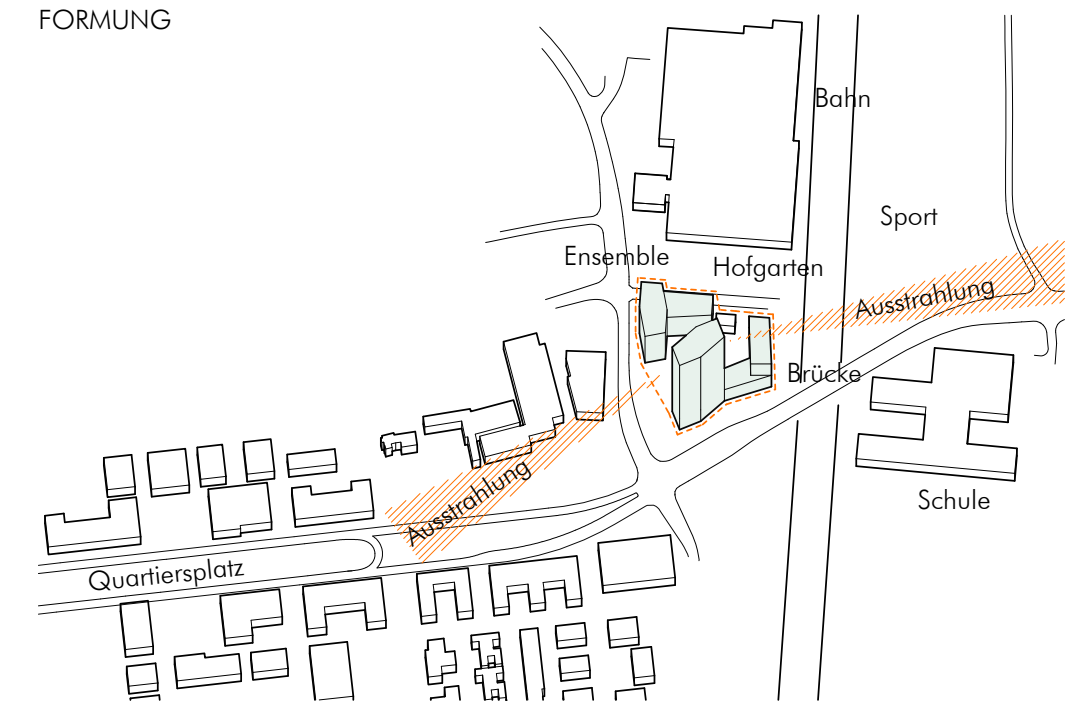 FORMUNG
Bahn
Sport
Ensemble
Hofgarten
Ausstrahlung
Brücke
Ausstrahlung
Schule
Quartiersplatz